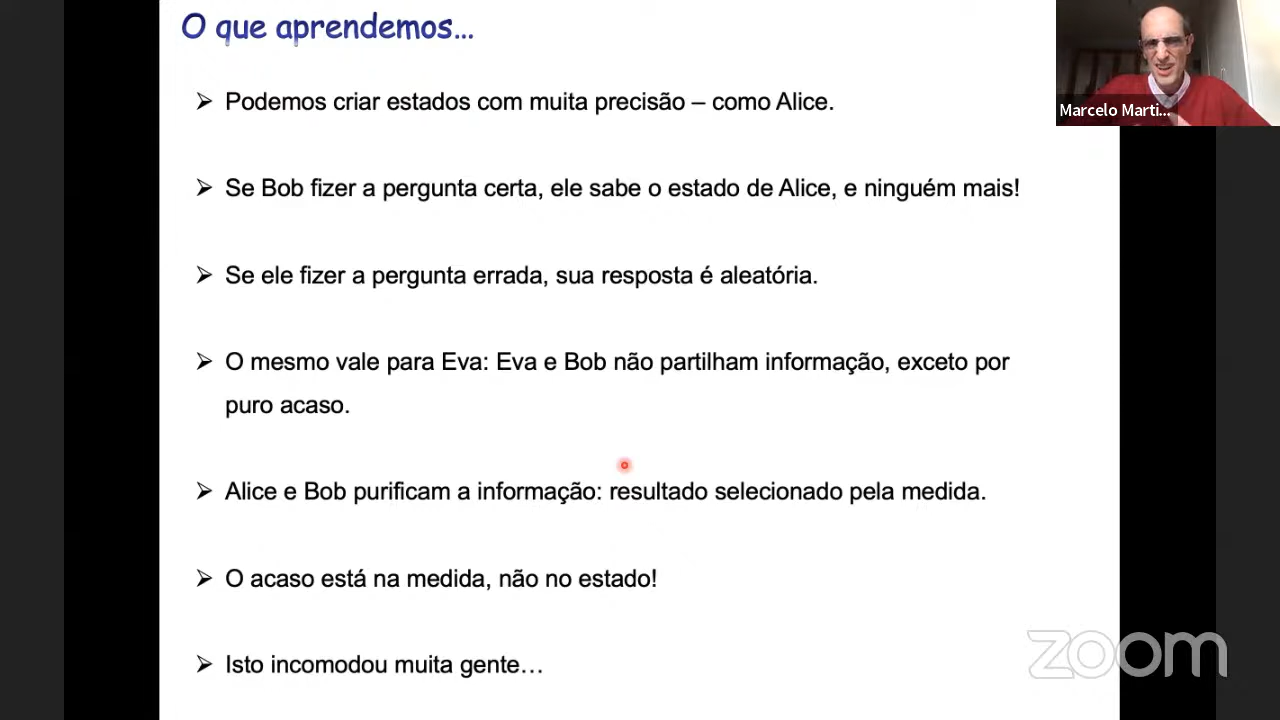 O que aprendemos...
➢ Podemos criar estados com muita precisão – como Alice.
➢ Se Bob fizer a pergunta certa, ele sabe o estado de Alice, e ninguém mais!
➢ Se ele fizer a pergunta errada, sua resposta é aleatória.
➢ O mesmo vale para Eva: Eva e Bob não partilham informação, exceto por
puro acaso.
➢ Alice e Bob purificam a informação: resultado selecionado pela medida.
➢ O acaso está na medida, não no estado!
➢ Isto incomodou muita gente…
Marcelo Marti...
zoom